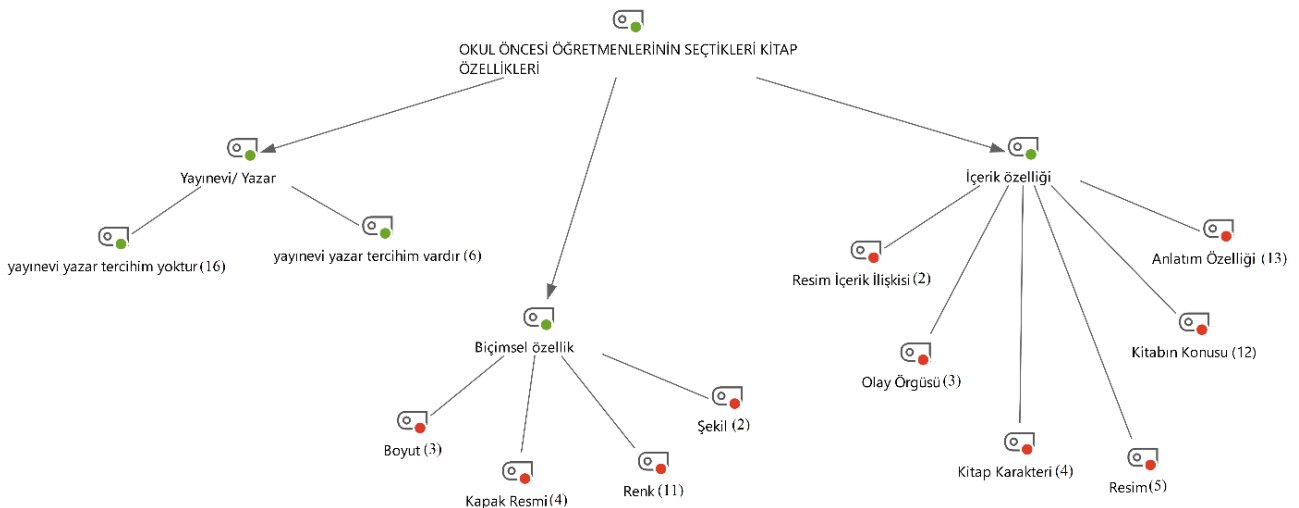 OKUL ÖNCESİ ÖĞRETMENLERİNİN SEÇTİKLERİ KİTAP
ÖZELLİKLERİ
Yayınevi/ Yazar
yayınevi yazar tercihim yoktur (16)
yayınevi yazar tercihim vardır (6)
Biçimsel özellik
Boyut (3)
Kapak Resmi (4)
Renk (11)
Şekil (2)
İçerik özelliği
Resim İçerik İlişkisi (2)
Olay Örgüsü (3)
Kitap Karakteri (4)
Resim (5)
Kitabın Konusu (12)
Anlatım Özelliği (13)